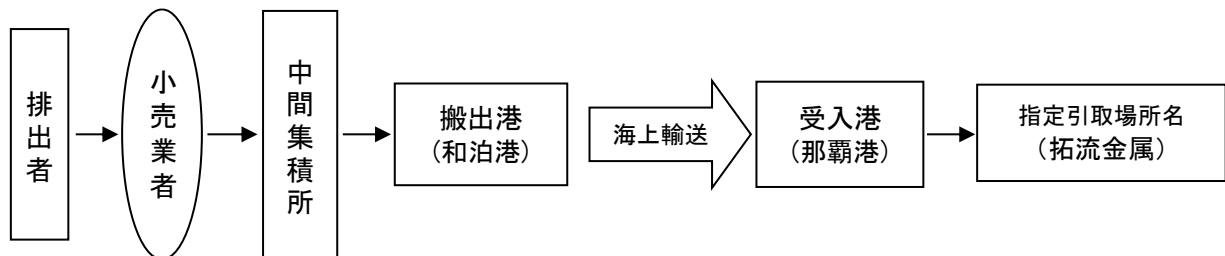 排出者
小売業者
中間集積所
搬出港
（和泊港）
海上輸送
受入港
（那覇港）
指定引取場所名
（拓流金属）